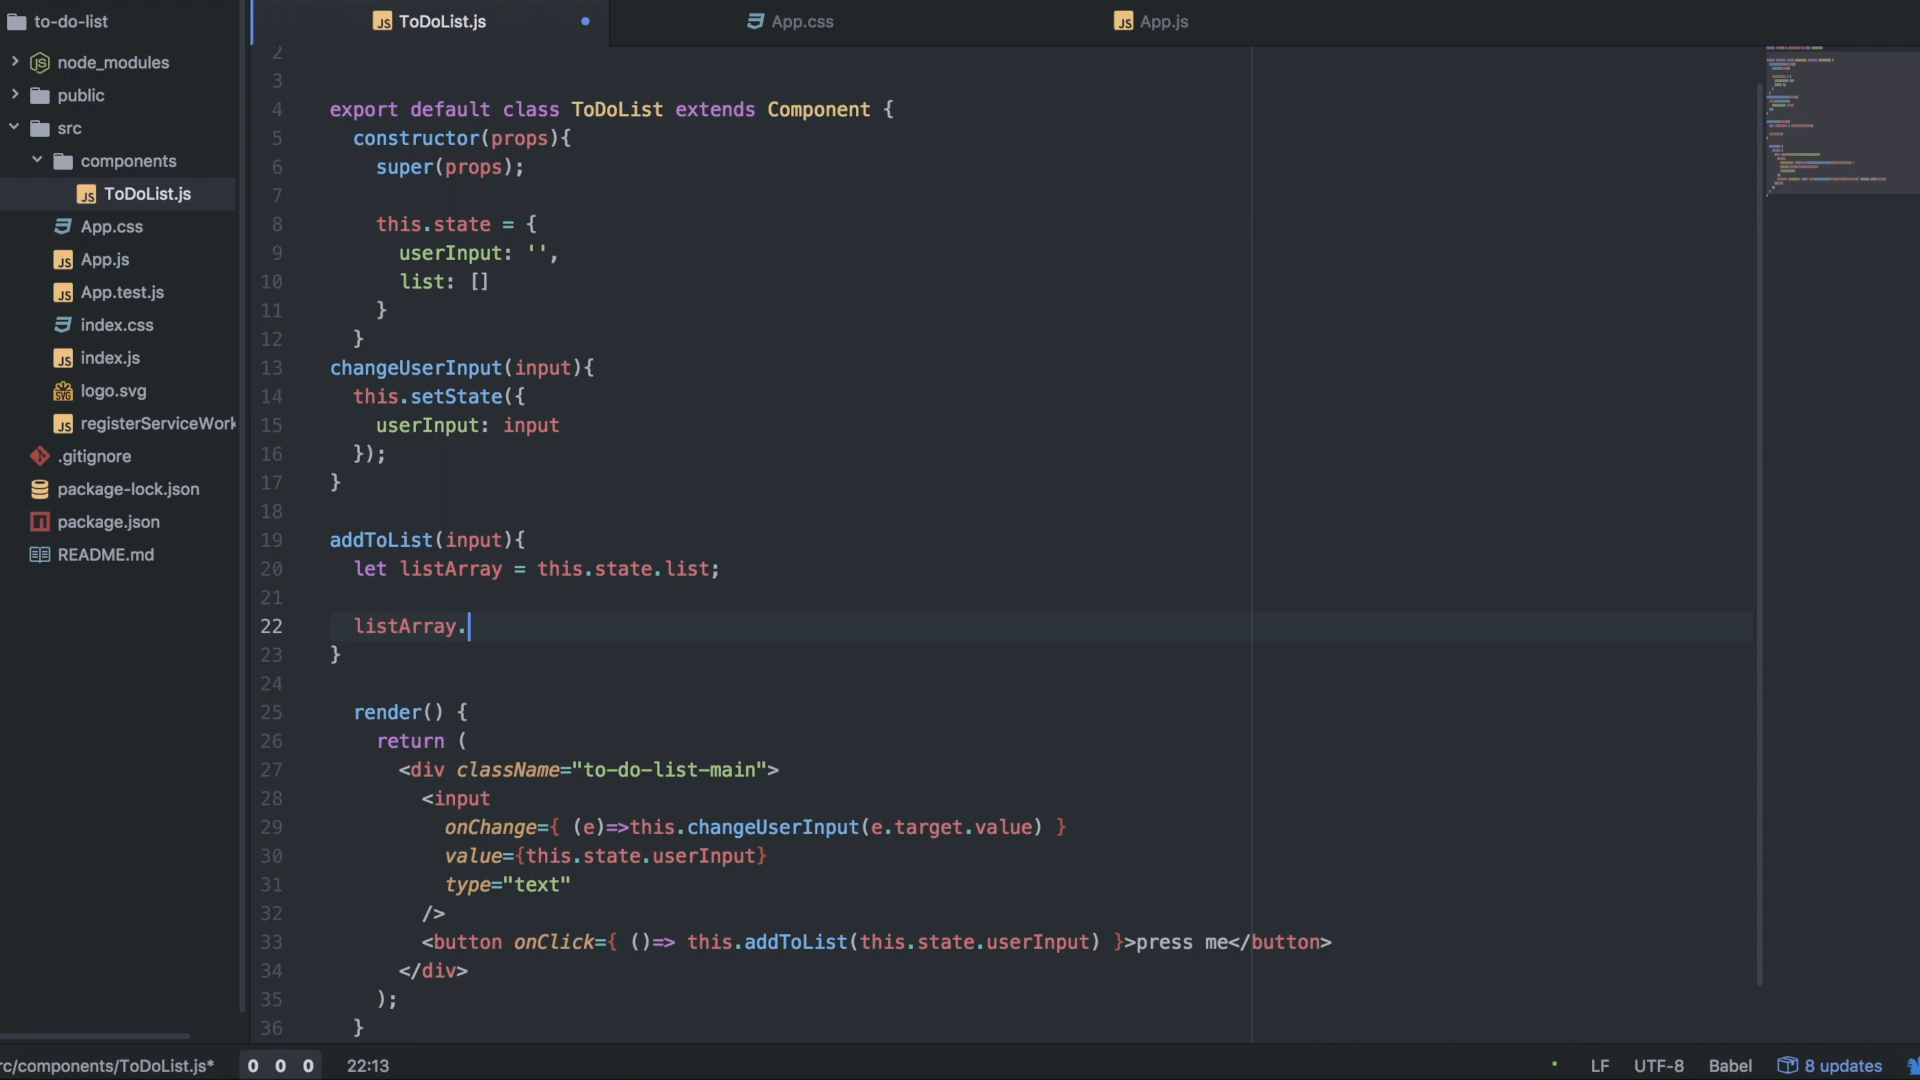 to-do-list
node_modules
public
src
components
ToDoList.js
App.css
App.js
App.test.js
index.css
index.js
logo.svg
registerServiceWork
.gitignore
package-lock.json
package.json
README.md
ToDoList.js
App.css
App.js
2
3
4 export default class ToDoList extends Component {
5 constructor(props){
6 super(props);
7
8 this.state = {
9 userInput: '',
10 list: []
11 }
12 }
13 changeUserInput(input){
14 this.setState({
15 userInput: input
16 });
17 }
18
19 addToList(input){
20 let listArray = this.state.list;
21
22 listArray.
23 }
24
25 render() {
26 return (
27 <div className="to-do-list-main">
28 <input
29 onChange={ (e)=>this.changeUserInput(e.target.value) }
30 value={this.state.userInput}
31 type="text"
32 />
33 <button onClick={ ()=> this.addToList(this.state.userInput) }>press me</button>
34 </div>
35 );
36 }
rc/components/ToDoList.js* 0 0 0 22:13 LF UTF-8 Babel 8 updates